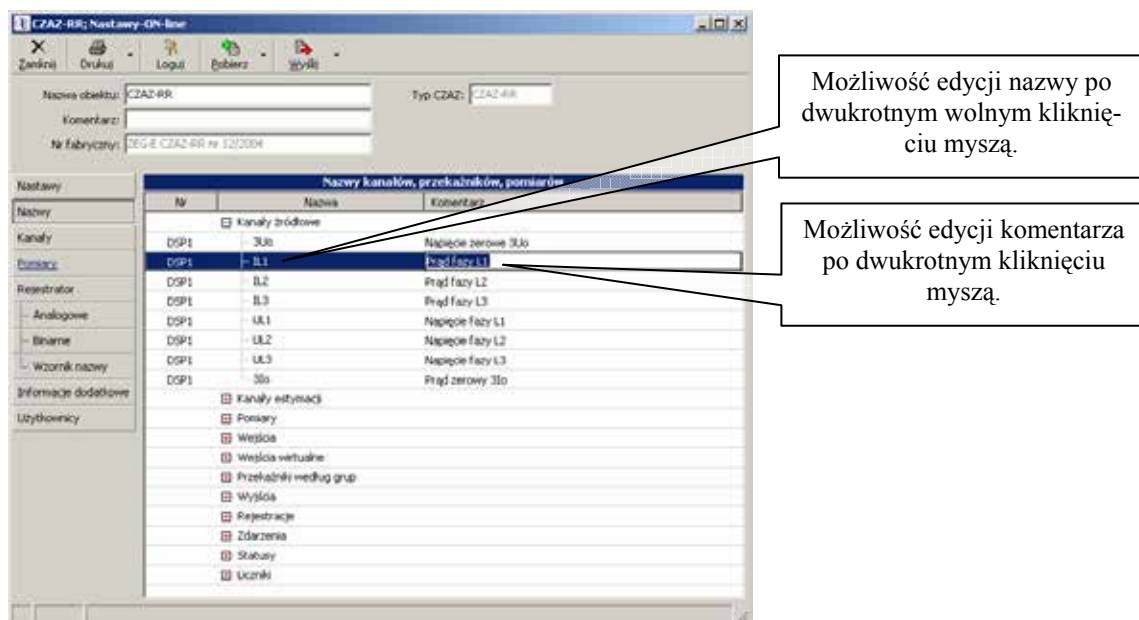 CZAZ-RR; Nastawy-ON-line
Zamknij Drukuj Loguj Pobierz Wyślij
Nazwa obiektu: CZAZ-RR Typ CZAZ: CZAZ-RR
Komentarz:
Nr fabryczny: ZEG-E CZAZ-RR nr 12/2004
Możliwość edycji nazwy po
dwukrotnym wolnym kliknię-
ciu myszą.
Możliwość edycji komentarza
po dwukrotnym kliknięciu
myszą.
Nastawy
Nazwy
Kanały
Pomiary
Rejestrator
Analogowe
Binarne
Wzornik nazwy
Informacje dodatkowe
Użytkownicy
Nazwy kanałów, przekaźników, pomiarów
Nr Nazwa Komentarz
Kanały źródłowe
DSP1 3Uo Napięcie zerowe 3Uo
DSP1 IL1 Prąd fazy L1
DSP1 IL2 Prąd fazy L2
DSP1 IL3 Prąd fazy L3
DSP1 UL1 Napięcie fazy L1
DSP1 UL2 Napięcie fazy L2
DSP1 UL3 Napięcie fazy L3
DSP1 3Io Prąd zerowy 3Io
Kanały estymacji
Pomiary
Wejścia
Wejścia wirtualne
Przekaźniki według grup
Wyjścia
Rejestracje
Zdarzenia
Statusy
Liczniki